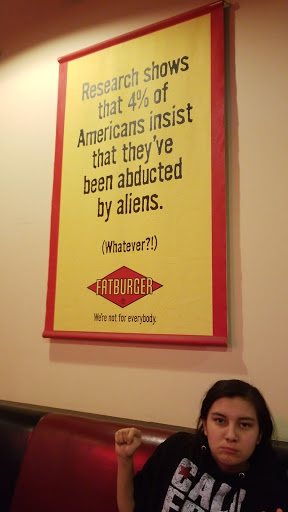 Research shows
that 4% of
Americans insist
that they've
been abducted
by aliens.
(Whatever?!)
FATBURGER
We're not for everybody.
CALI